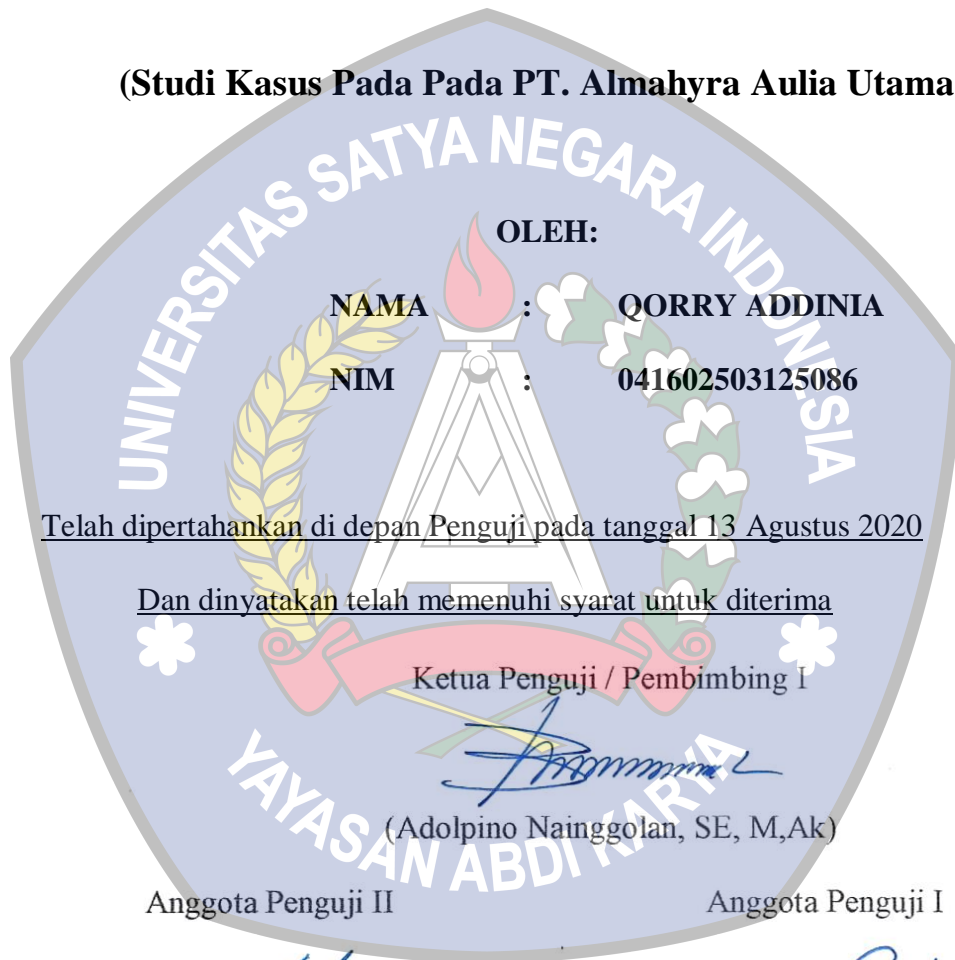 (Studi Kasus Pada Pada PT. Almahyra Aulia Utama
UNIVERSITAS SATYA NEGARA INDONESIA
OLEH:
NAMA : QORRY ADDINIA
NIM : 041602503125086
Telah dipertahankan di depan Penguji pada tanggal 13 Agustus 2020
Dan dinyatakan telah memenuhi syarat untuk diterima
Ketua Penguji / Pembimbing I
(Adolpino Nainggolan, SE, M,Ak)
YAYASAN ABDI KARYA
Anggota Penguji II Anggota Penguji I